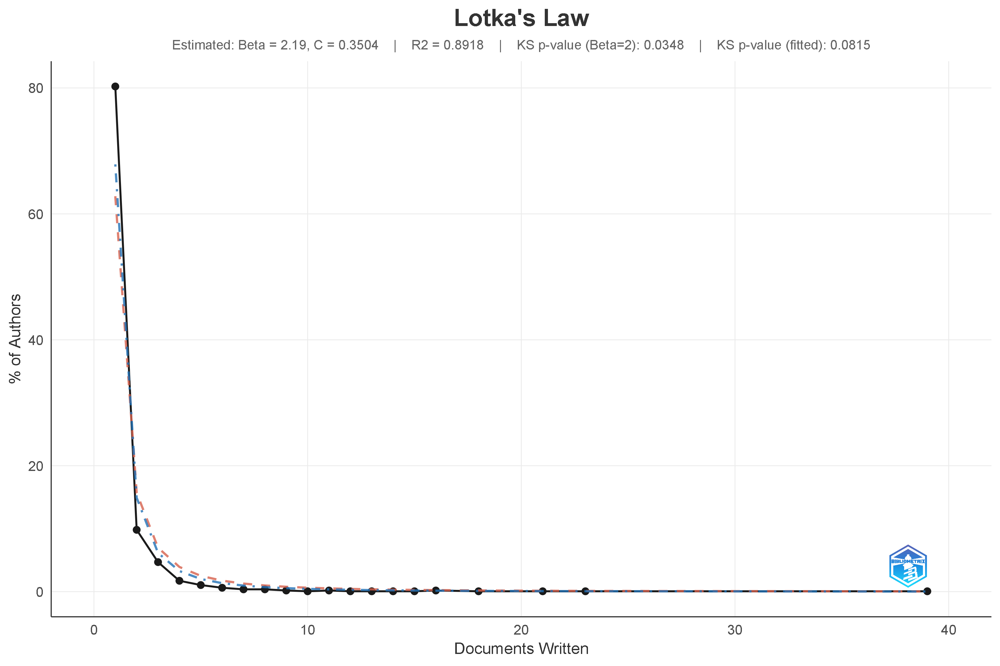 Lotka's Law
Estimated: Beta = 2.19, C = 0.3504 | R2 = 0.8918 | KS p-value (Beta=2): 0.0348 | KS p-value (fitted): 0.0815
% of Authors
80
60
40
20
0
BIBLIOMETRIX
0 10 20 30 40
Documents Written